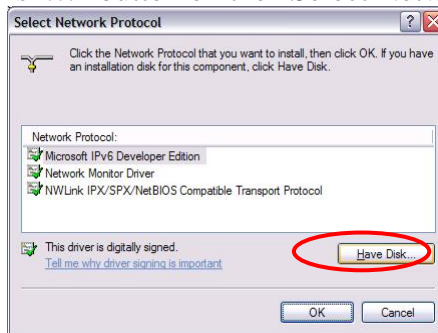 Select Network Protocol
Click the Network Protocol that you want to install, then click OK. If you have
an installation disk for this component, click Have Disk.
Network Protocol:
Microsoft IPv6 Developer Edition
Network Monitor Driver
NWLink IPX/SPX/NetBIOS Compatible Transport Protocol
This driver is digitally signed.
Tell me why driver signing is important
Have Disk...
OK Cancel